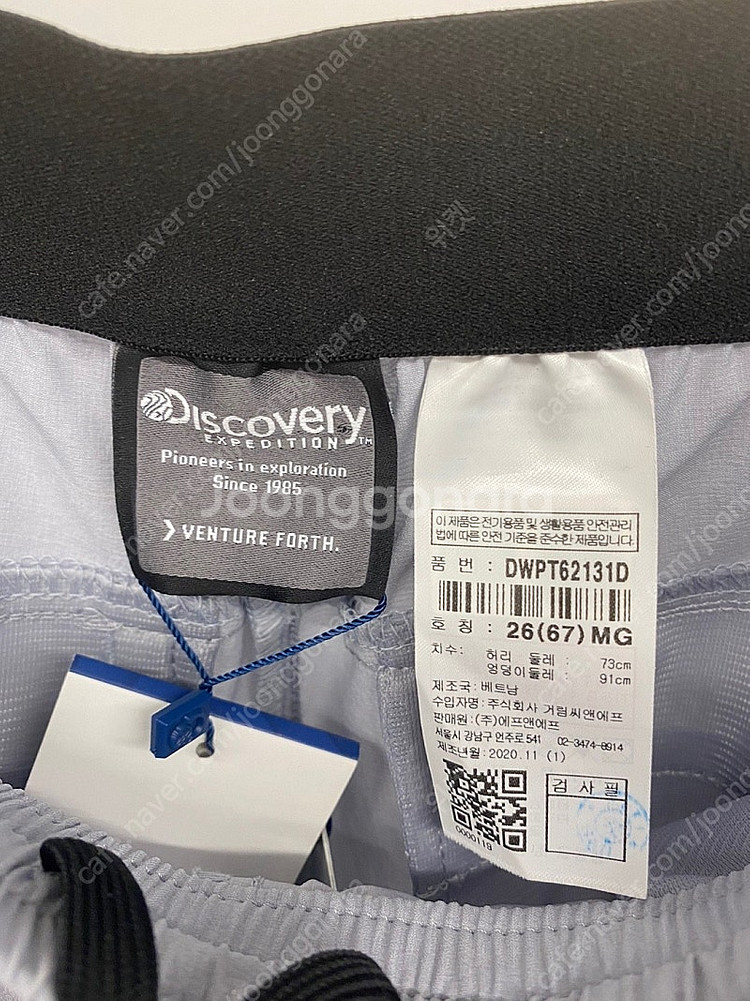 Discovery
EXPEDITION™
Pioneers in exploration
Since 1985
VENTURE FORTH.
이 제품은 전기용품 및 생활용품 안전관리
법에 따른 안전 기준을 준수한 제품입니다.
품 번 : DWPT62131D
호 칭 : 26(67)MG
치수 : 허리 둘레 : 73cm
엉덩이둘레 : 91cm
제조국 : 베트남
수입자명 : 주식회사 거림씨앤에프
판매원 : (주)에프앤에프
서울시 강남구 언주로 541 02-3474-8914
제조년월 : 2020.11 (1)
0000119
검 사 필
위켓
Joonggonara
cafe.naver.com/joonggonara